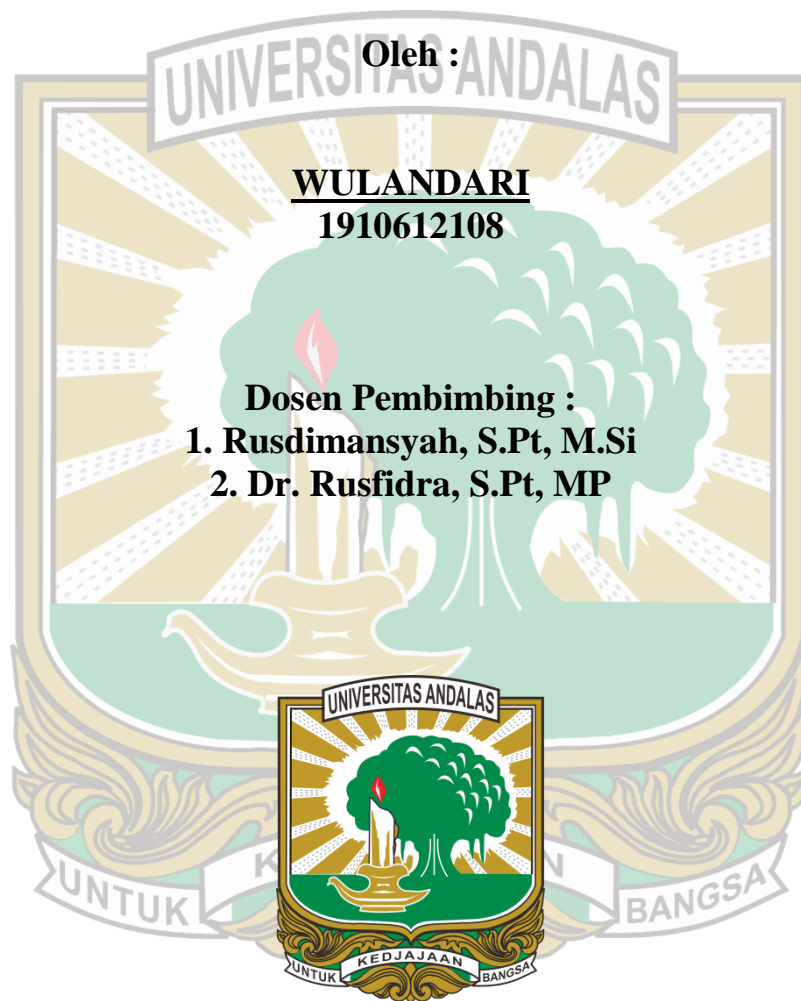 UNIVERSITAS ANDALAS
Oleh :
WULANDARI
1910612108
Dosen Pembimbing :
1. Rusdimansyah, S.Pt, M.Si
2. Dr. Rusfidra, S.Pt, MP
UNIVERSITAS ANDALAS
UNTUK K N BANGSA
UNTUK KEDJAJAAN BANGSA